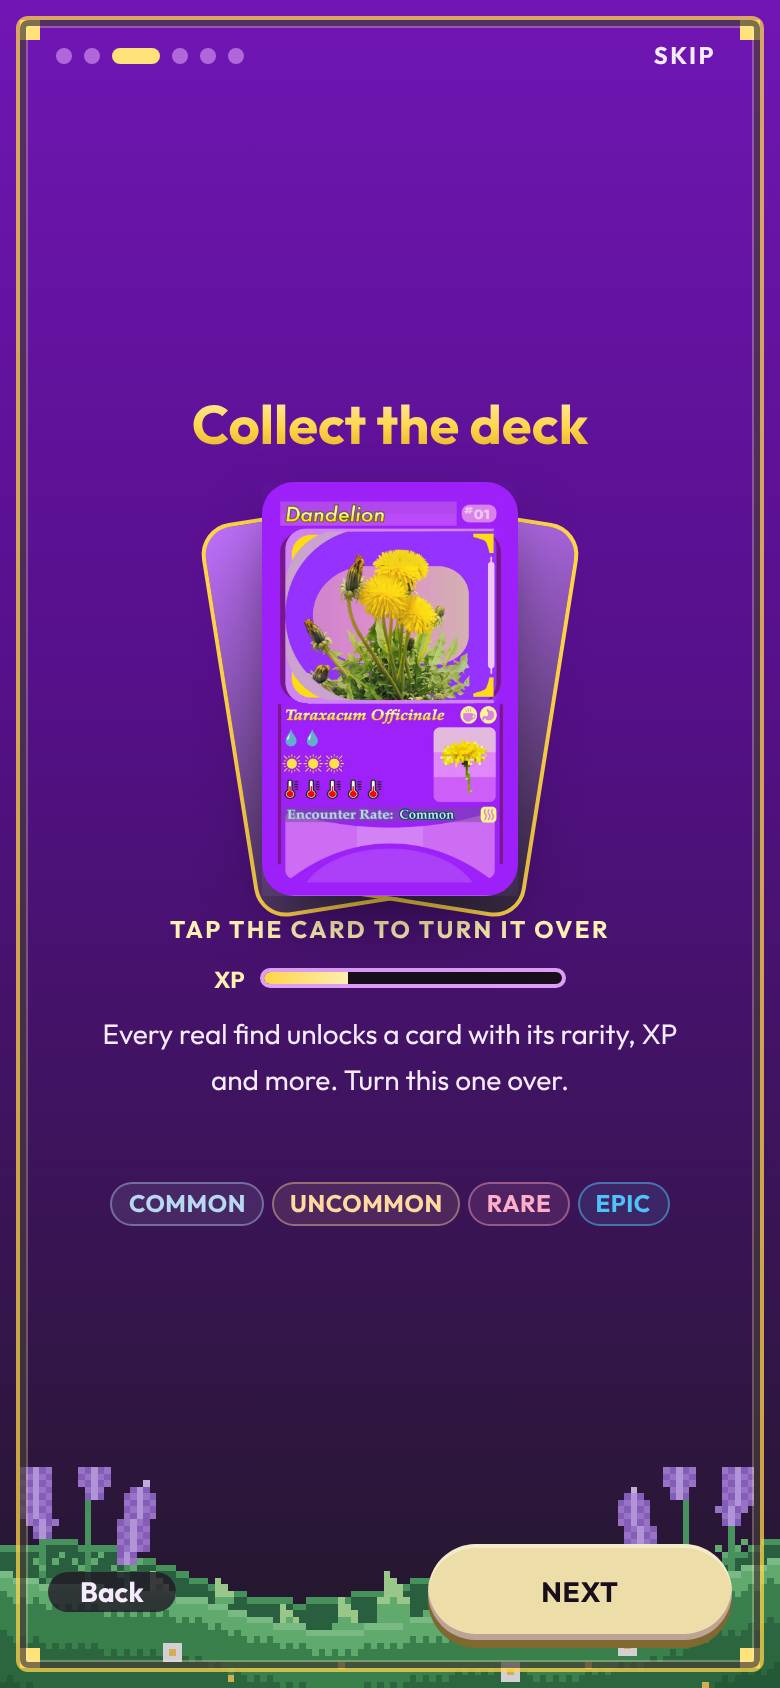 SKIP
Collect the deck
Dandelion
#01
Taraxacum Officinale
Encounter Rate: Common
TAP THE CARD TO TURN IT OVER
XP
Every real find unlocks a card with its rarity, XP
and more. Turn this one over.
COMMON UNCOMMON RARE EPIC
Back
NEXT